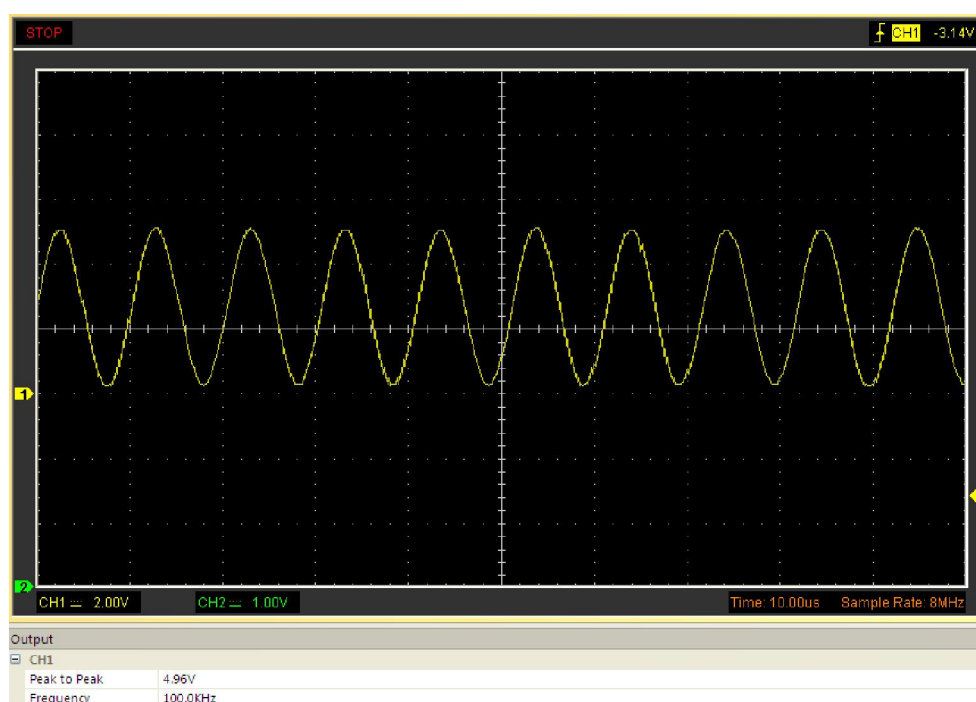 STOP
CH1 -3.14V
1
2
CH1 2.00V
CH2 1.00V
Time: 10.00us Sample Rate: 8MHz
Output
CH1
Peak to Peak 4.96V
Frequency 100.0KHz